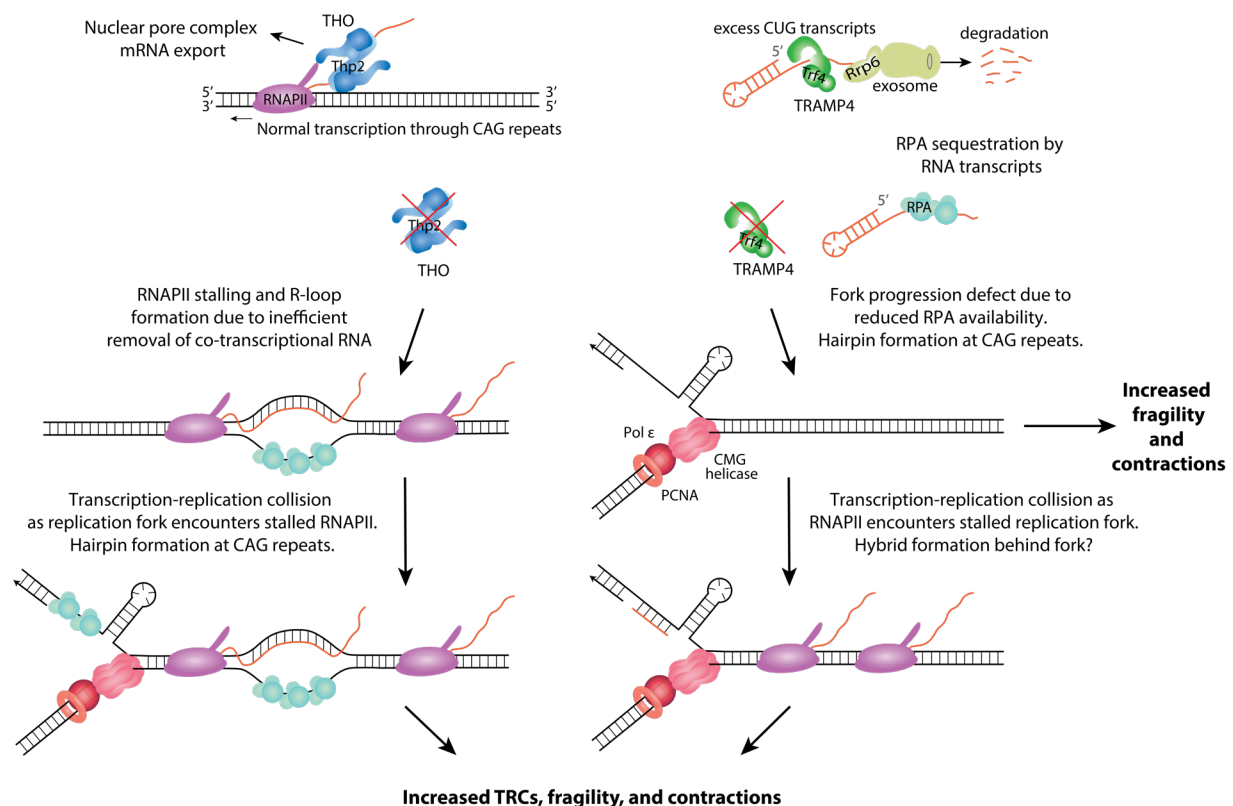 Nuclear pore complex
mRNA export
THO
Thp2
RNAPII
5′
3′
3′
5′
Normal transcription through CAG repeats
excess CUG transcripts
5′
Trf4
Rrp6
exosome
TRAMP4
degradation
RPA sequestration by
RNA transcripts
5′
RPA
Thp2
THO
Trf4
TRAMP4
RNAPII stalling and R-loop
formation due to inefficient
removal of co-transcriptional RNA
Fork progression defect due to
reduced RPA availability.
Hairpin formation at CAG repeats.
Pol ε
CMG
helicase
PCNA
Increased
fragility
and
contractions
Transcription-replication collision
as replication fork encounters stalled RNAPII.
Hairpin formation at CAG repeats.
Transcription-replication collision as
RNAPII encounters stalled replication fork.
Hybrid formation behind fork?
Increased TRCs, fragility, and contractions